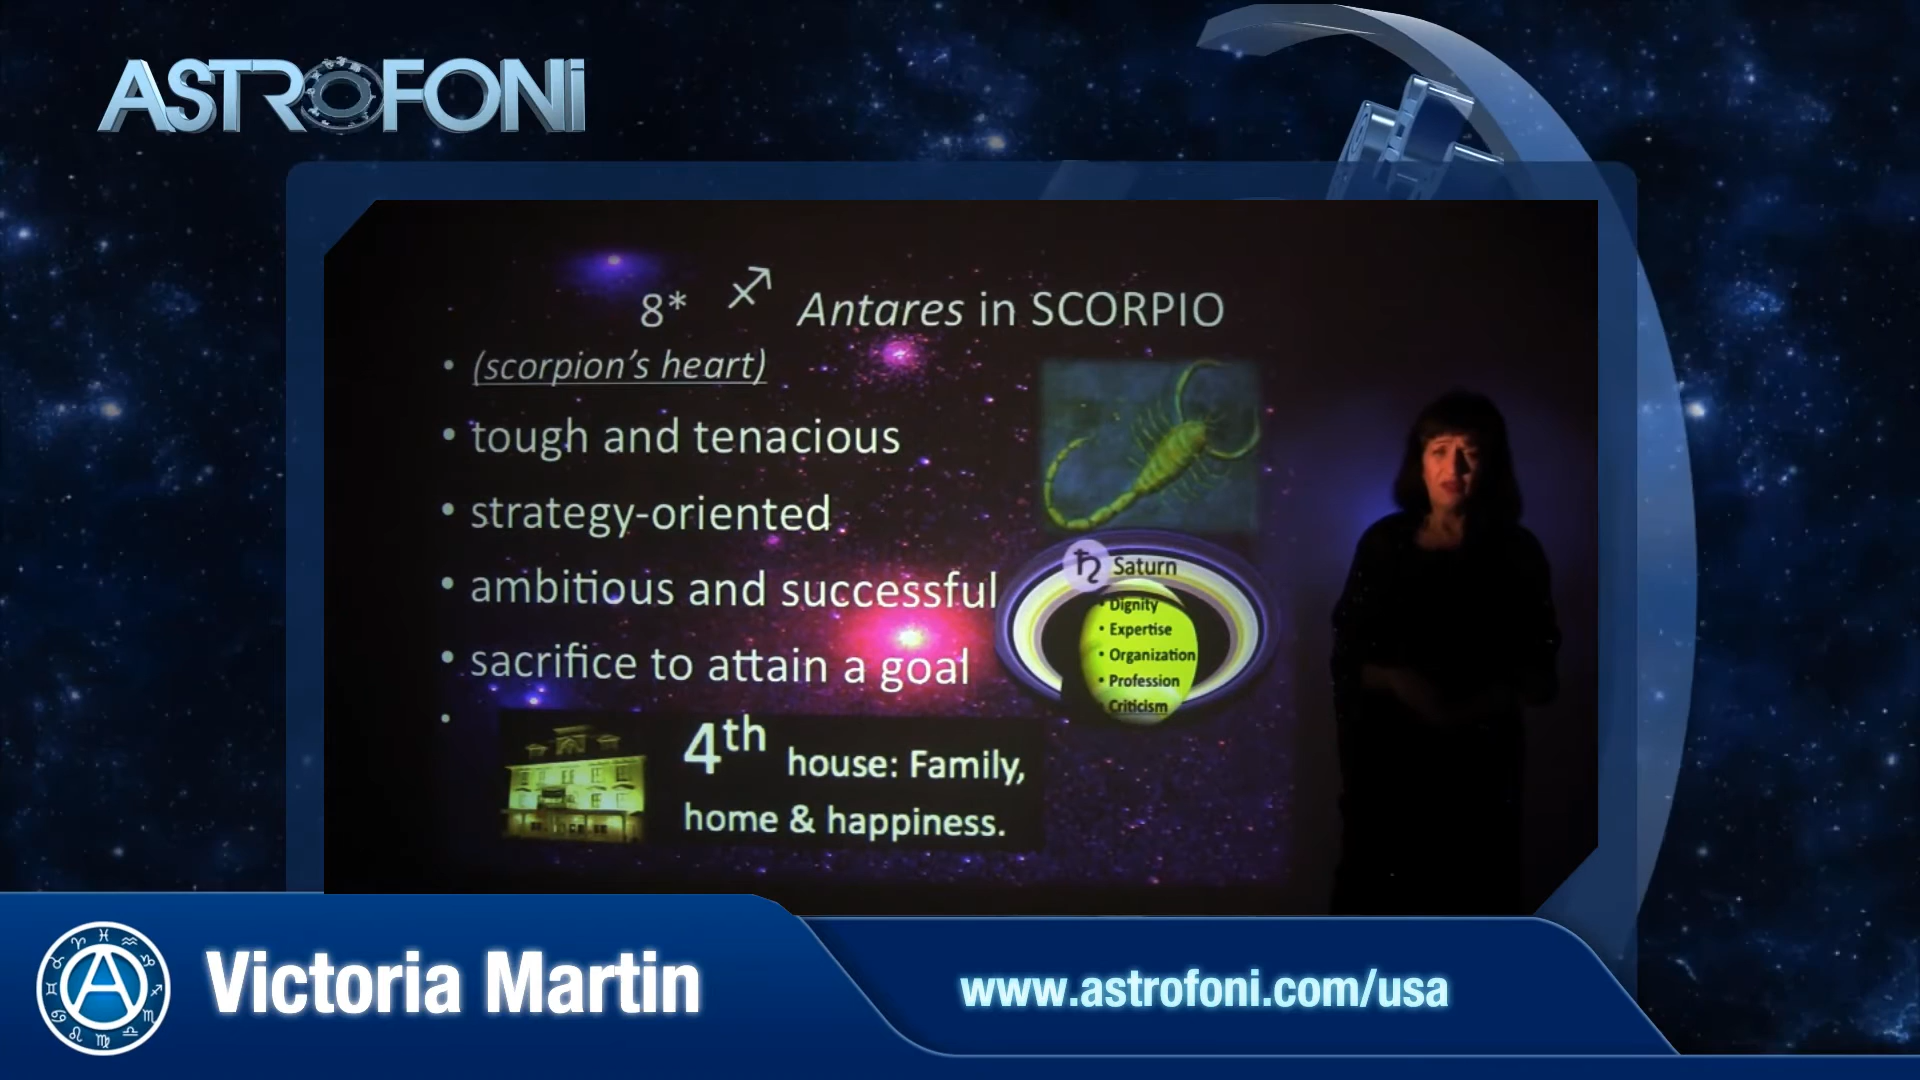 ASTROFONi
8* ♐ Antares in SCORPIO
• (scorpion's heart)
• tough and tenacious
• strategy-oriented
• ambitious and successful
• sacrifice to attain a goal
•
♄ Saturn
• Dignity
• Expertise
• Organization
• Profession
• Criticism
4th house: Family,
home & happiness.
A
Victoria Martin
www.astrofoni.com/usa